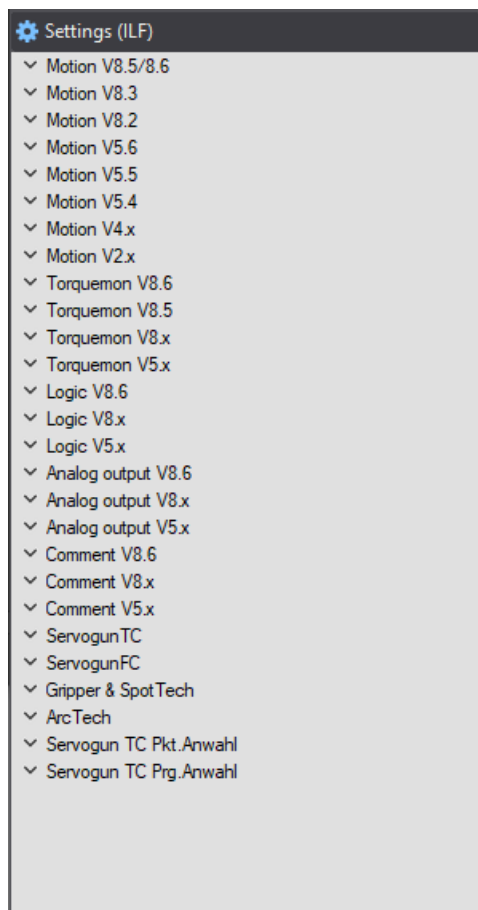 Settings (ILF)
Motion V8.5/8.6
Motion V8.3
Motion V8.2
Motion V5.6
Motion V5.5
Motion V5.4
Motion V4.x
Motion V2.x
Torquemon V8.6
Torquemon V8.5
Torquemon V8.x
Torquemon V5.x
Logic V8.6
Logic V8.x
Logic V5.x
Analog output V8.6
Analog output V8.x
Analog output V5.x
Comment V8.6
Comment V8.x
Comment V5.x
ServogunTC
ServogunFC
Gripper & SpotTech
ArcTech
Servogun TC Pkt.Anwahl
Servogun TC Prg.Anwahl